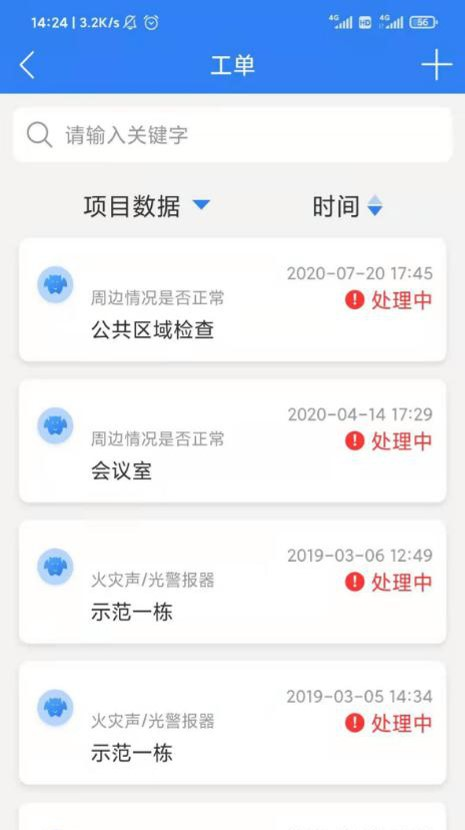 14:24 | 3.2K/s
4G HD 4G 56
工单
请输入关键字
项目数据 时间
2020-07-20 17:45
周边情况是否正常
处理中
公共区域检查
2020-04-14 17:29
周边情况是否正常
处理中
会议室
2019-03-06 12:49
火灾声/光警报器
处理中
示范一栋
2019-03-05 14:34
火灾声/光警报器
处理中
示范一栋